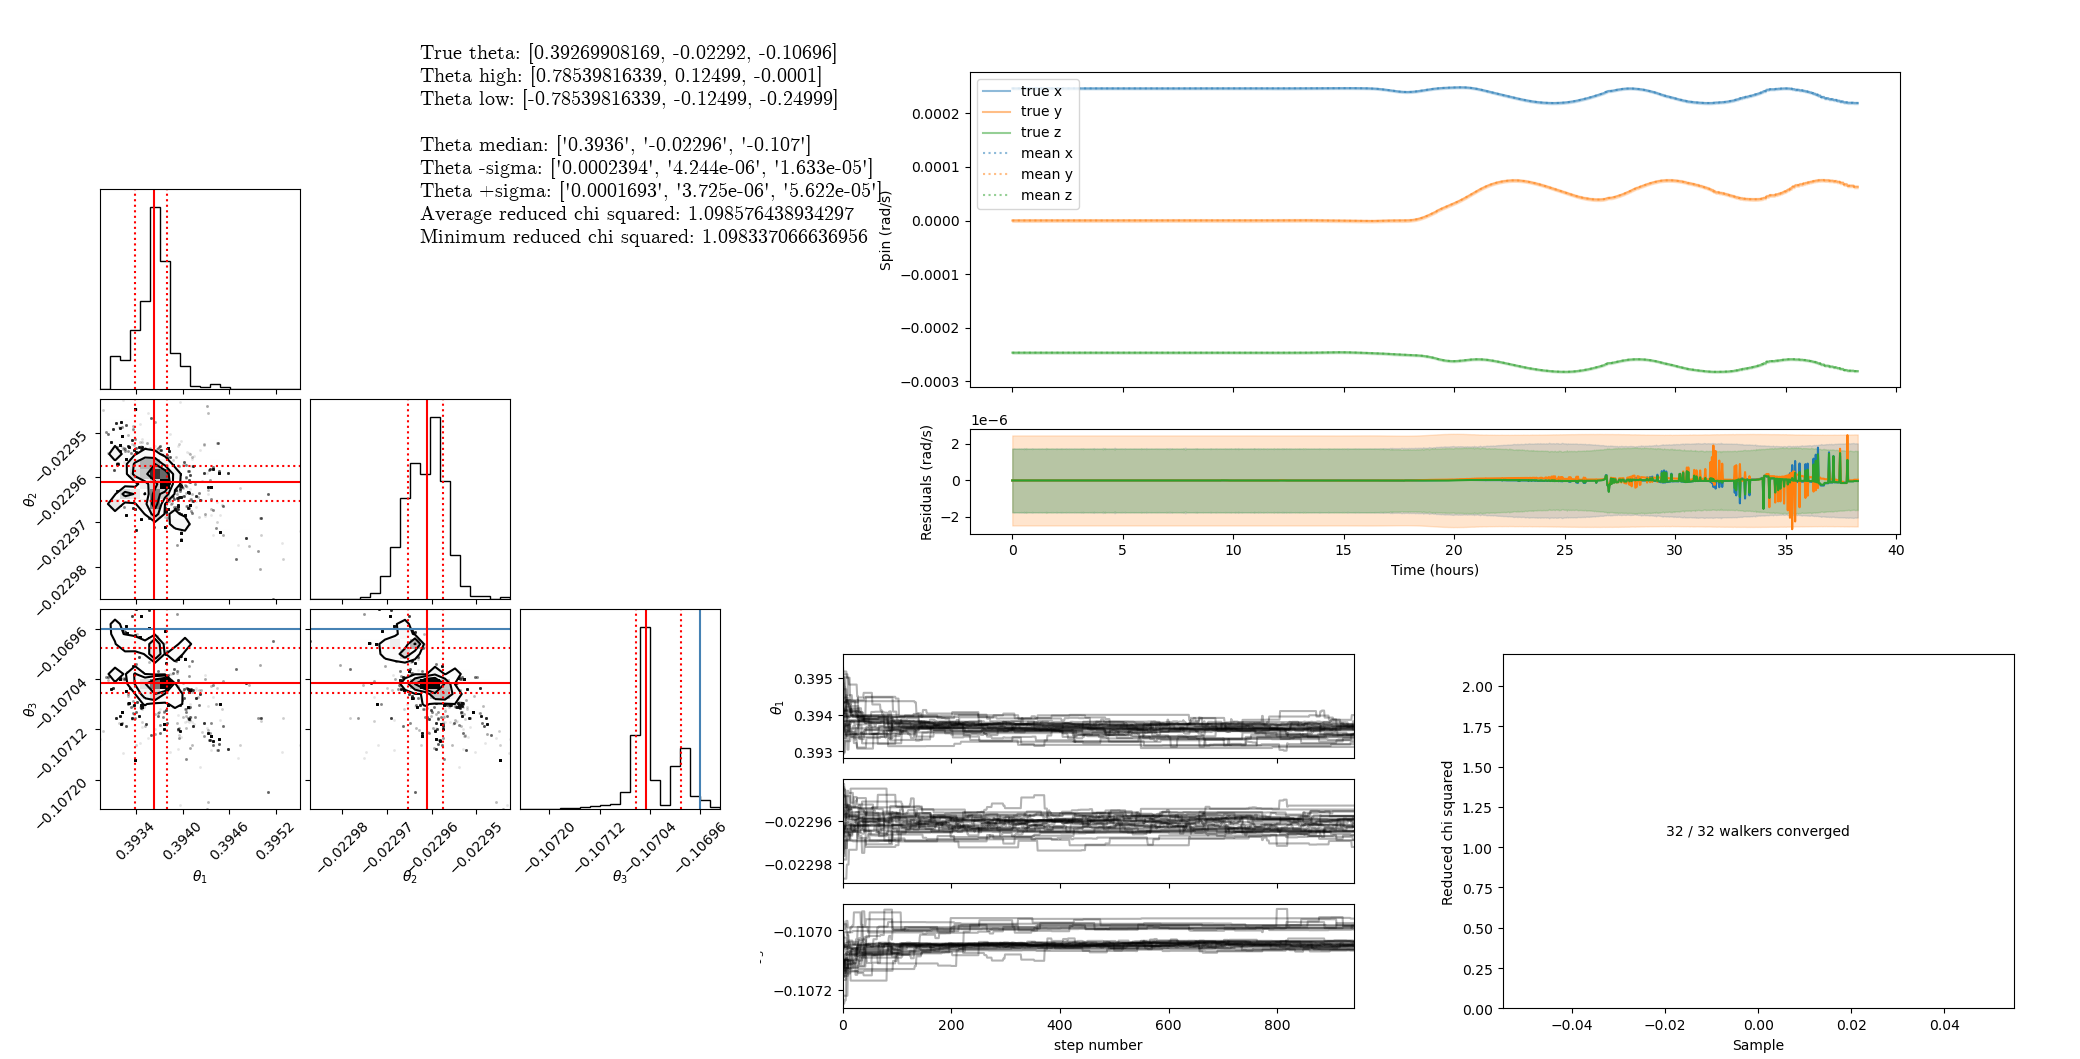 True theta: [0.39269908169, -0.02292, -0.10696]
Theta high: [0.78539816339, 0.12499, -0.0001]
Theta low: [-0.78539816339, -0.12499, -0.24999]
Theta median: ['0.3936', '-0.02296', '-0.107']
Theta -sigma: ['0.0002394', '4.244e-06', '1.633e-05']
Theta +sigma: ['0.0001693', '3.725e-06', '5.622e-05']
Average reduced chi squared: 1.098576438934297
Minimum reduced chi squared: 1.098337066636956
true x
true y
true z
mean x
mean y
mean z
0.0002
0.0001
0.0000
−0.0001
−0.0002
−0.0003
Spin (rad/s)
1e−6
2
0
−2
Residuals (rad/s)
0 5 10 15 20 25 30 35 40
Time (hours)
−0.02295
−0.02296
−0.02297
−0.02298
θ2
−0.10696
−0.10704
−0.10712
−0.10720
θ3
0.3934 0.3940 0.3946 0.3952
θ1
−0.02298 −0.02297 −0.02296 −0.02295
θ2
−0.10720 −0.10712 −0.10704 −0.10696
θ3
0.395
0.394
0.393
θ1
−0.02296
−0.02298
−0.1070
−0.1072
0 200 400 600 800
step number
2.00
1.75
1.50
1.25
1.00
0.75
0.50
0.25
0.00
Reduced chi squared
32 / 32 walkers converged
−0.04 −0.02 0.00 0.02 0.04
Sample